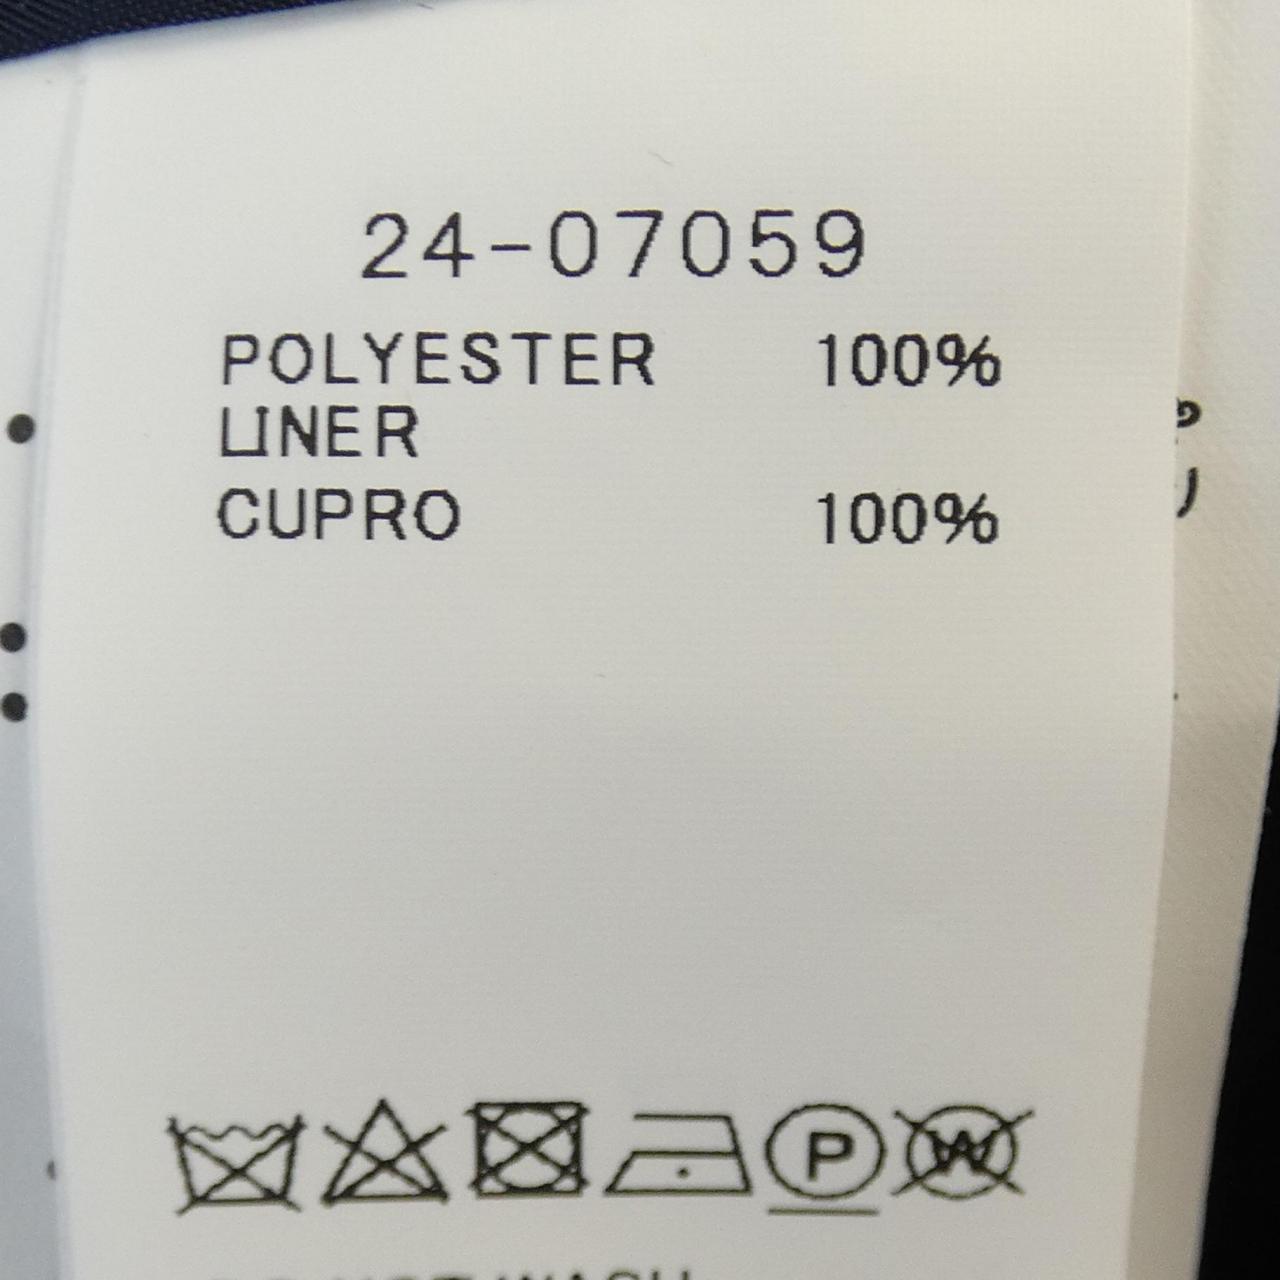 24-07059
POLYESTER 100%
LINER
CUPRO 100%
P W